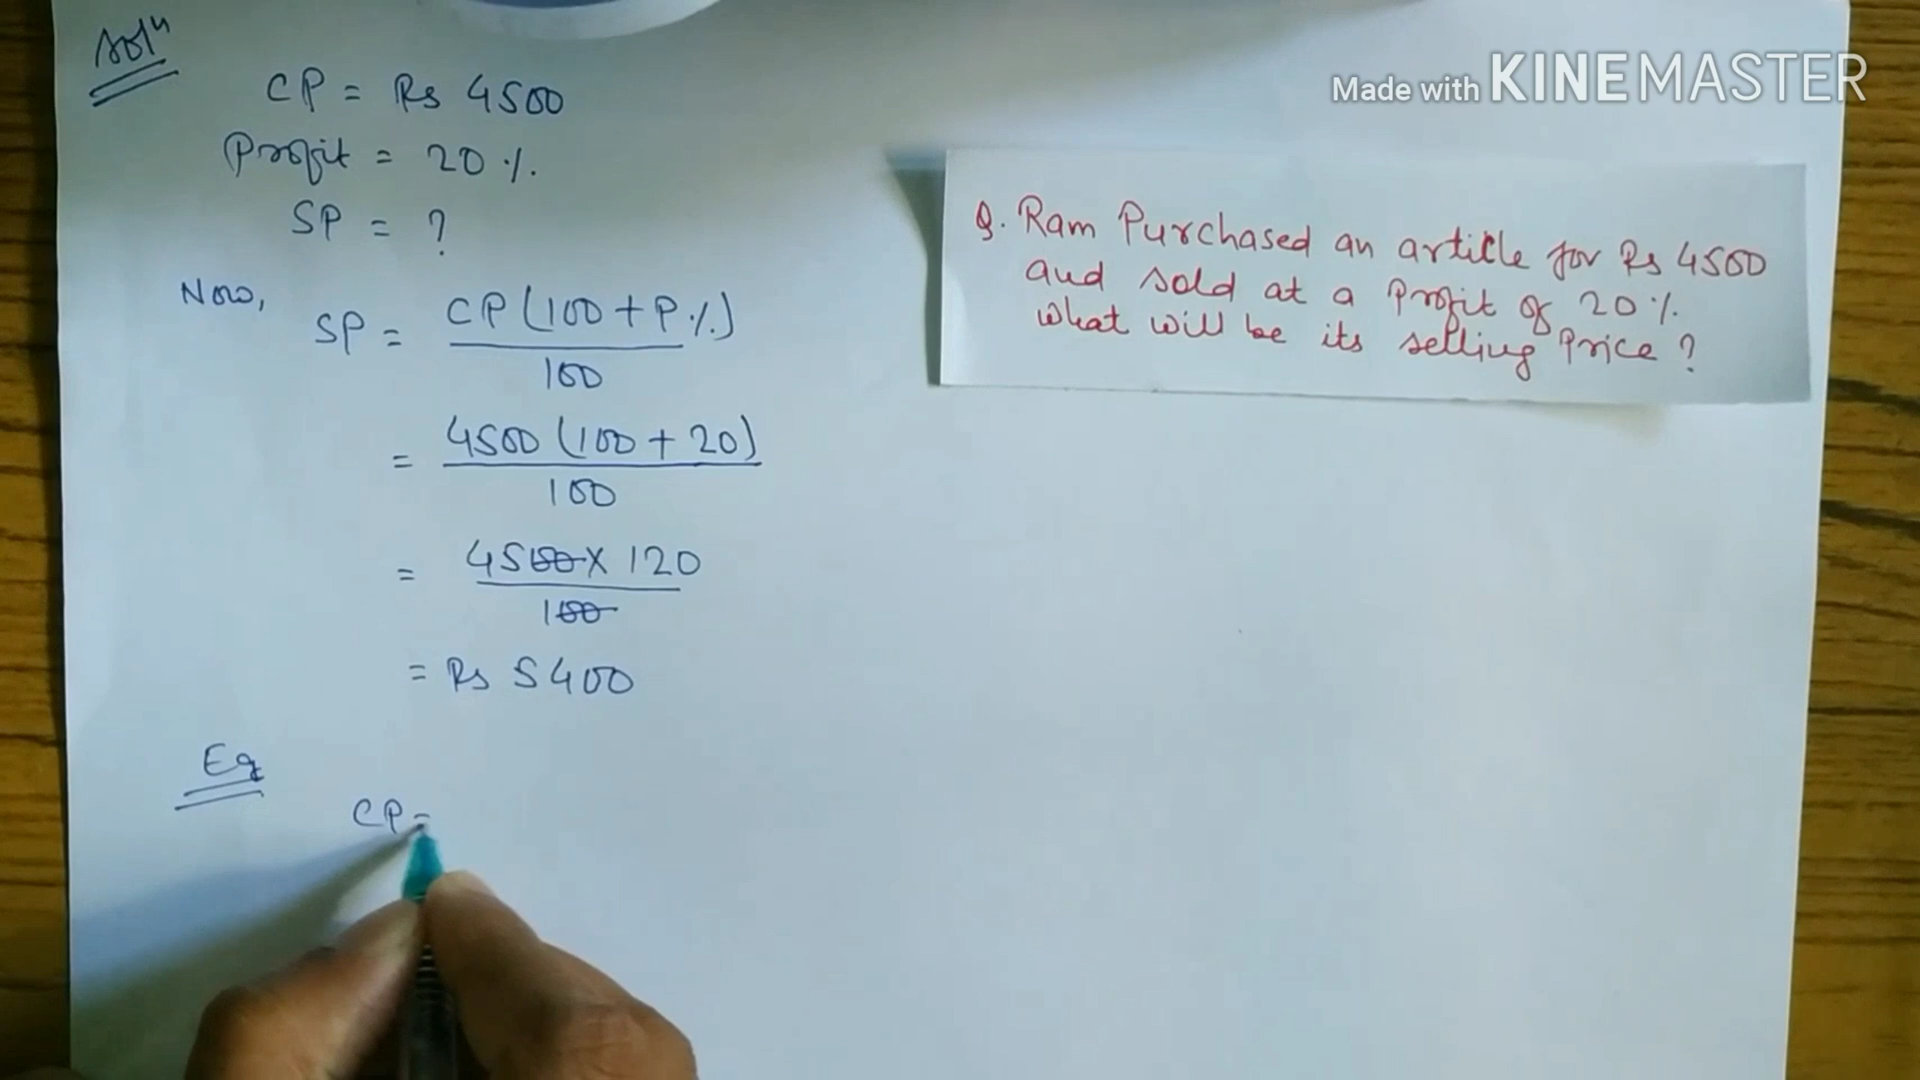 Soln
CP = Rs 4500
Profit = 20 %.
SP = ?
Now,
SP = CP (100 + P %)
100
= 4500 (100 + 20)
100
= 4500 X 120
100
= Rs 5400
Eg
CP =
Made with KINEMASTER
Q. Ram Purchased an article for Rs 4500
and sold at a Profit of 20 %.
What will be its selling Price ?